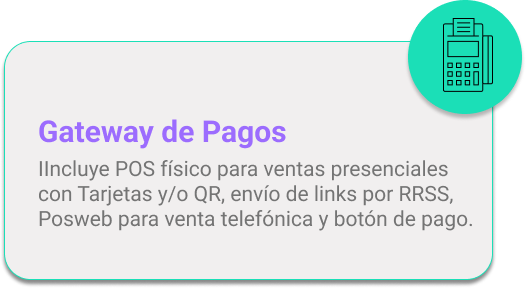 Gateway de Pagos
IIncluye POS físico para ventas presenciales
con Tarjetas y/o QR, envío de links por RRSS,
Posweb para venta telefónica y botón de pago.